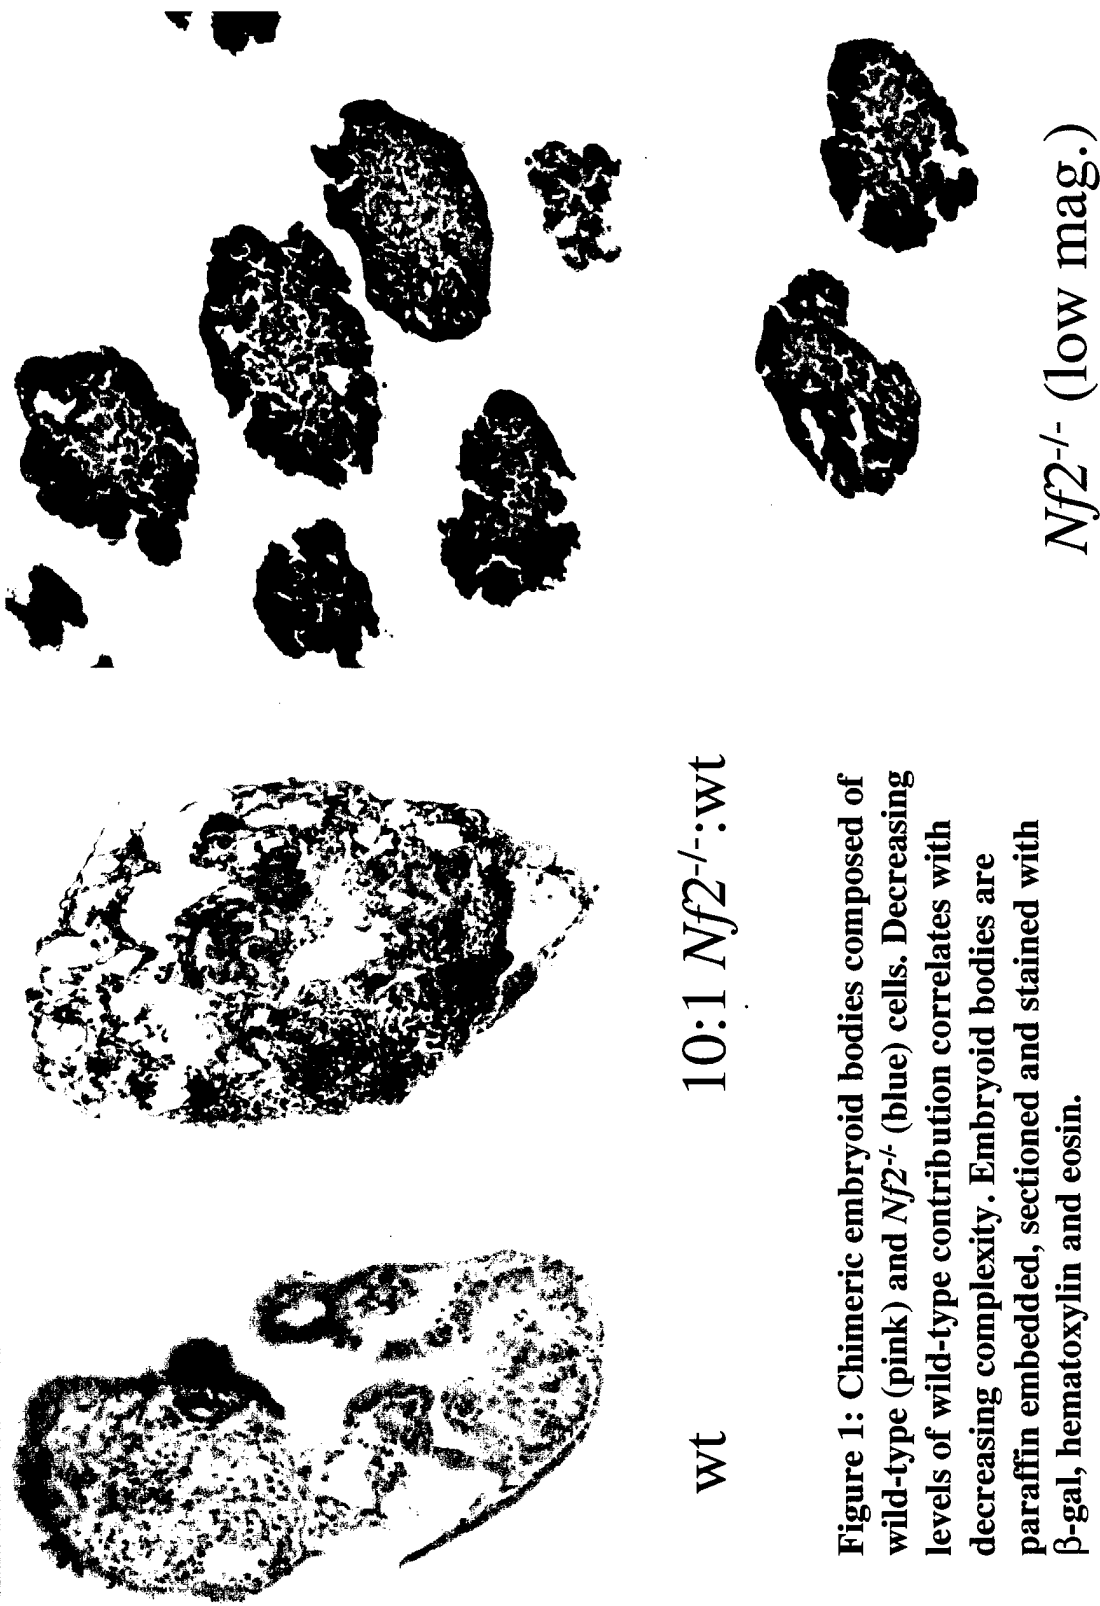 wt
10:1 Nf2-/-:wt
Nf2-/- (low mag.)
Figure 1: Chimeric embryoid bodies composed of
wild-type (pink) and Nf2-/- (blue) cells. Decreasing
levels of wild-type contribution correlates with
decreasing complexity. Embryoid bodies are
paraffin embedded, sectioned and stained with
β-gal, hematoxylin and eosin.